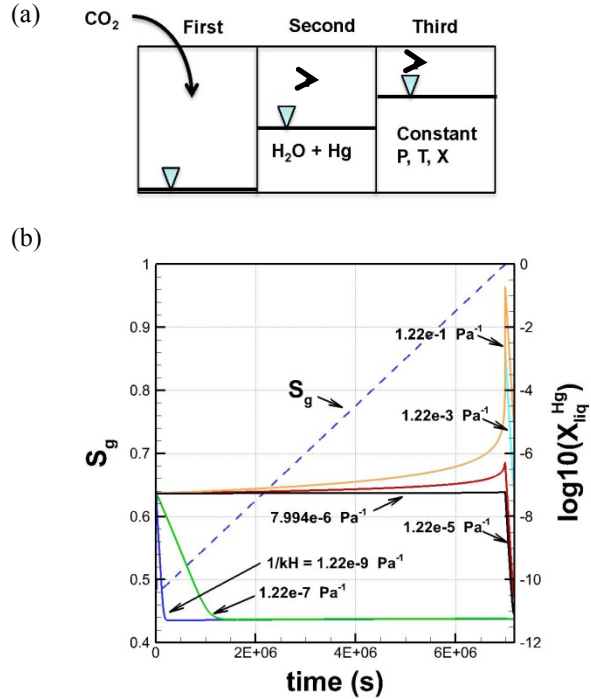 (a)
CO₂
First Second Third
H₂O + Hg
Constant
P, T, X
(b)
1
0.9
0.8
0.7
0.6
0.5
0.4
S_g
0
-2
-4
-6
-8
-10
-12
log10(X_liq^Hg)
1.22e-1 Pa⁻¹
S_g
1.22e-3 Pa⁻¹
7.994e-6 Pa⁻¹
1.22e-5 Pa⁻¹
1/kH = 1.22e-9 Pa⁻¹
1.22e-7 Pa⁻¹
0 2E+06 4E+06 6E+06
time (s)